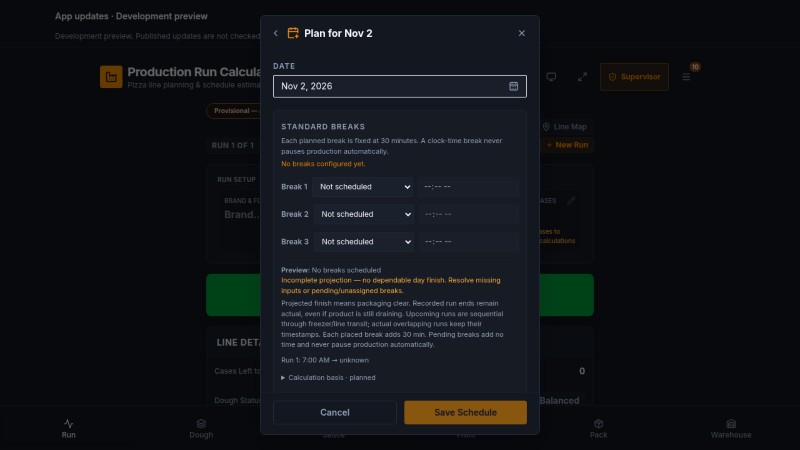 App updates · Development preview
Development preview. Published updates are not checked
Production Run Calcula
Pizza line planning & schedule estima
Supervisor
10
Provisional —
Line Map
RUN 1 OF 1
+ New Run
RUN SETUP
BRAND & F
Brand..
ASES
ases to
calculations
LINE DETA
Cases Left to
0
Dough Status
Balanced
Plan for Nov 2
DATE
Nov 2, 2026
STANDARD BREAKS
Each planned break is fixed at 30 minutes. A clock-time break never
pauses production automatically.
No breaks configured yet.
Break 1 Not scheduled --:-- --
Break 2 Not scheduled --:-- --
Break 3 Not scheduled --:-- --
Preview: No breaks scheduled
Incomplete projection — no dependable day finish. Resolve missing
inputs or pending/unassigned breaks.
Projected finish means packaging clear. Recorded run ends remain
actual, even if product is still draining. Upcoming runs are sequential
through freezer/line transit; actual overlapping runs keep their
timestamps. Each placed break adds 30 min. Pending breaks add no
time and never pause production automatically.
Run 1: 7:00 AM → unknown
▶ Calculation basis · planned
Cancel
Save Schedule
Run
Dough
Sauce
Pack
Warehouse